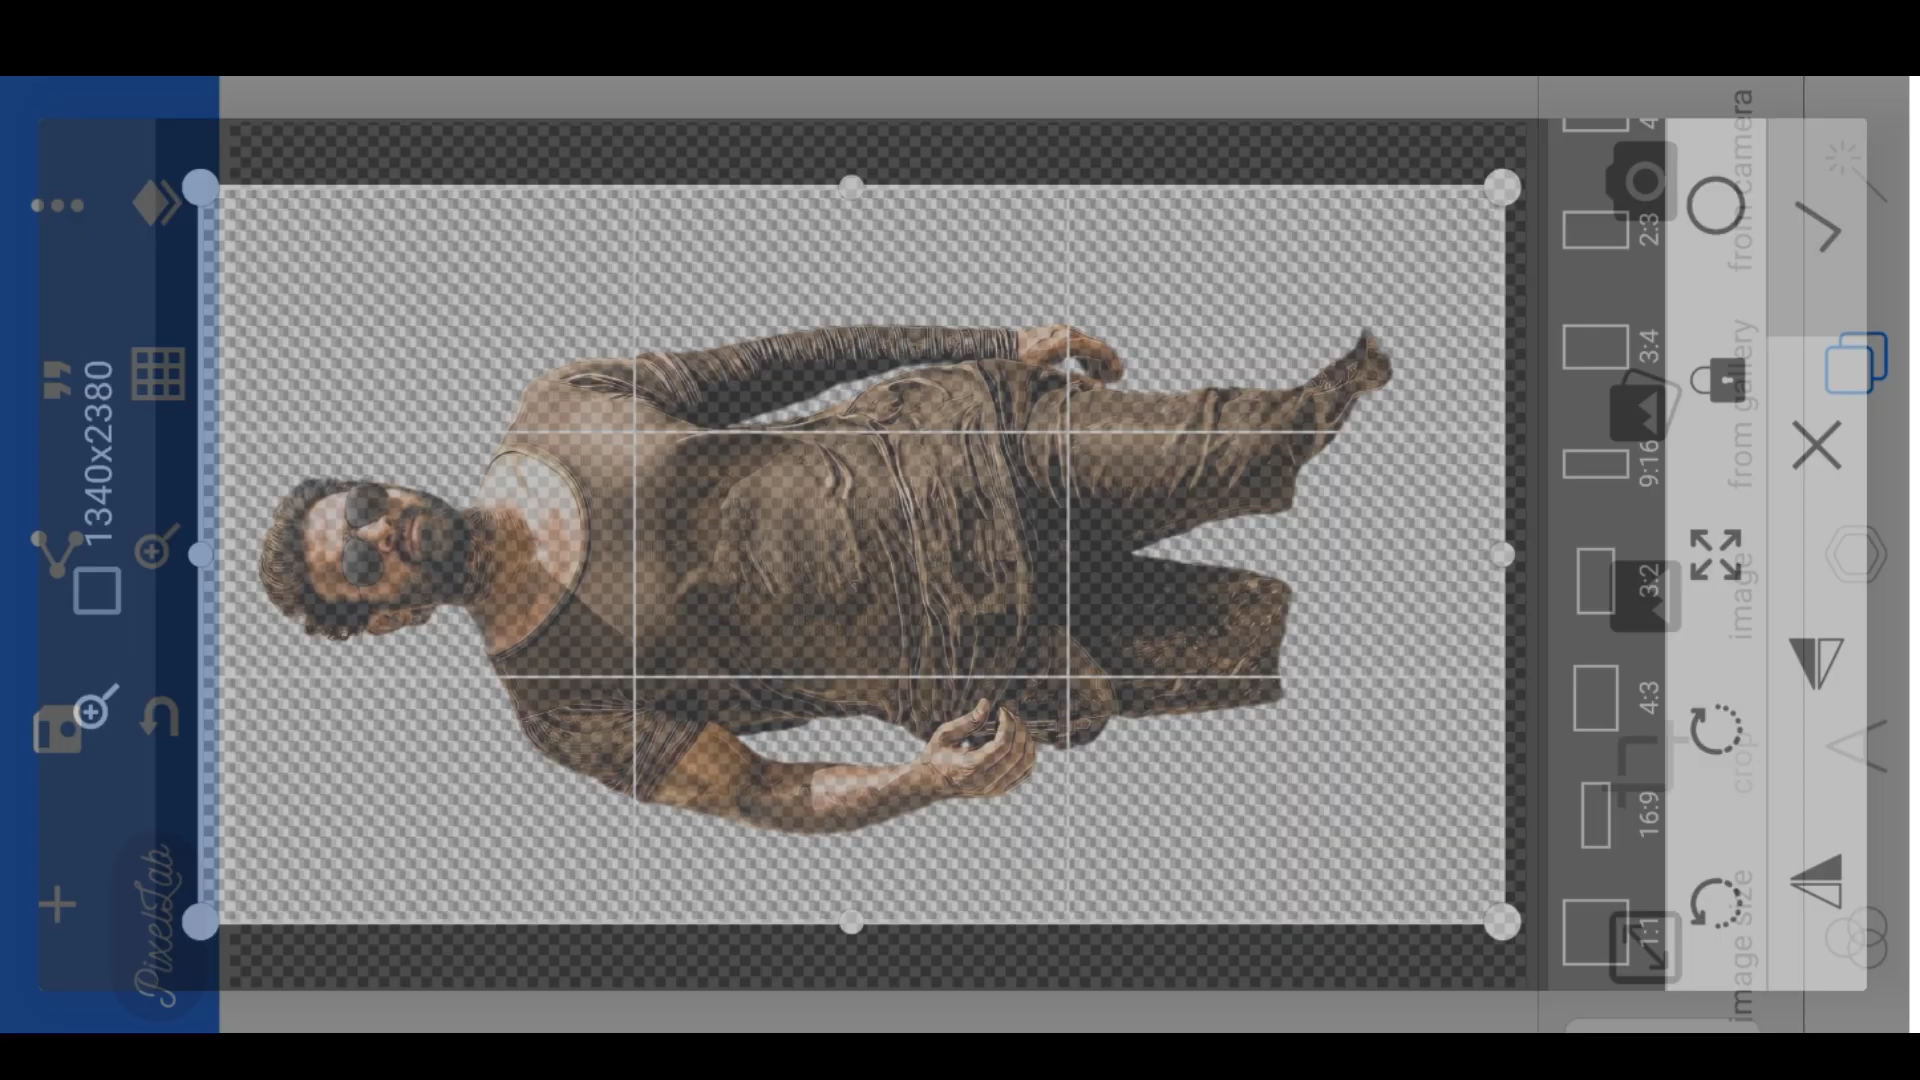 PixelLab
1340x2380
1:1
16:9
4:3
3:2
9:16
3:4
2:3
4
image size
crop
image
from gallery
from camera